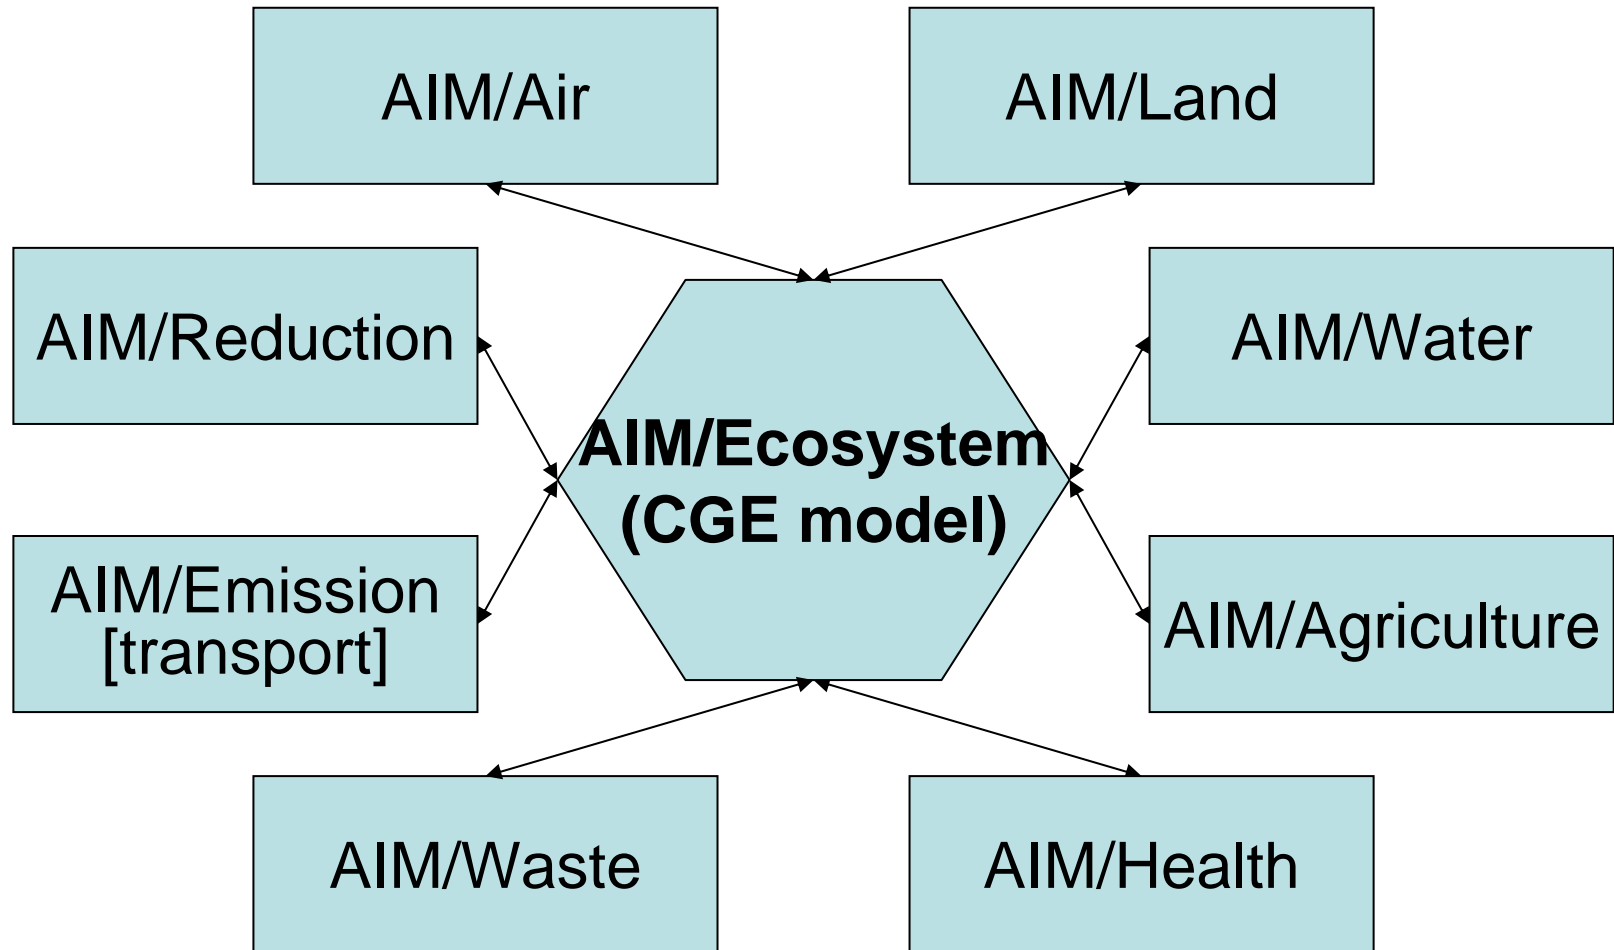 AIM/Air
AIM/Land
AIM/Reduction
AIM/Water
AIM/Ecosystem
(CGE model)
AIM/Emission
[transport]
AIM/Agriculture
AIM/Waste
AIM/Health